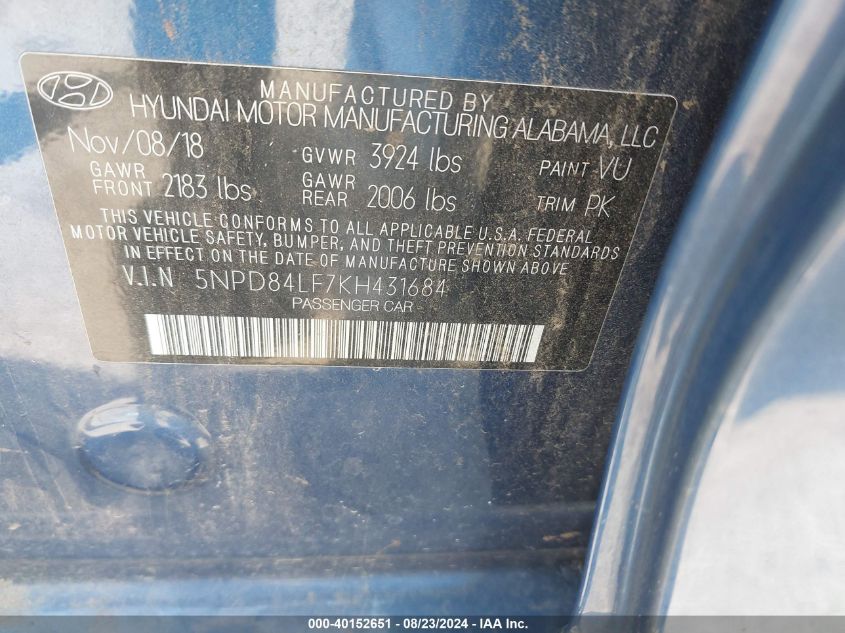 MANUFACTURED BY
HYUNDAI MOTOR MANUFACTURING ALABAMA, LLC
Nov/08/18 GVWR 3924 lbs PAINT VU
GAWR FRONT 2183 lbs GAWR REAR 2006 lbs TRIM PK
THIS VEHICLE CONFORMS TO ALL APPLICABLE U.S.A. FEDERAL
MOTOR VEHICLE SAFETY, BUMPER, AND THEFT PREVENTION STANDARDS
IN EFFECT ON THE DATE OF MANUFACTURE SHOWN ABOVE
V.I.N 5NPD84LF7KH431684
PASSENGER CAR
000-40152651 - 08/23/2024 - IAA Inc.